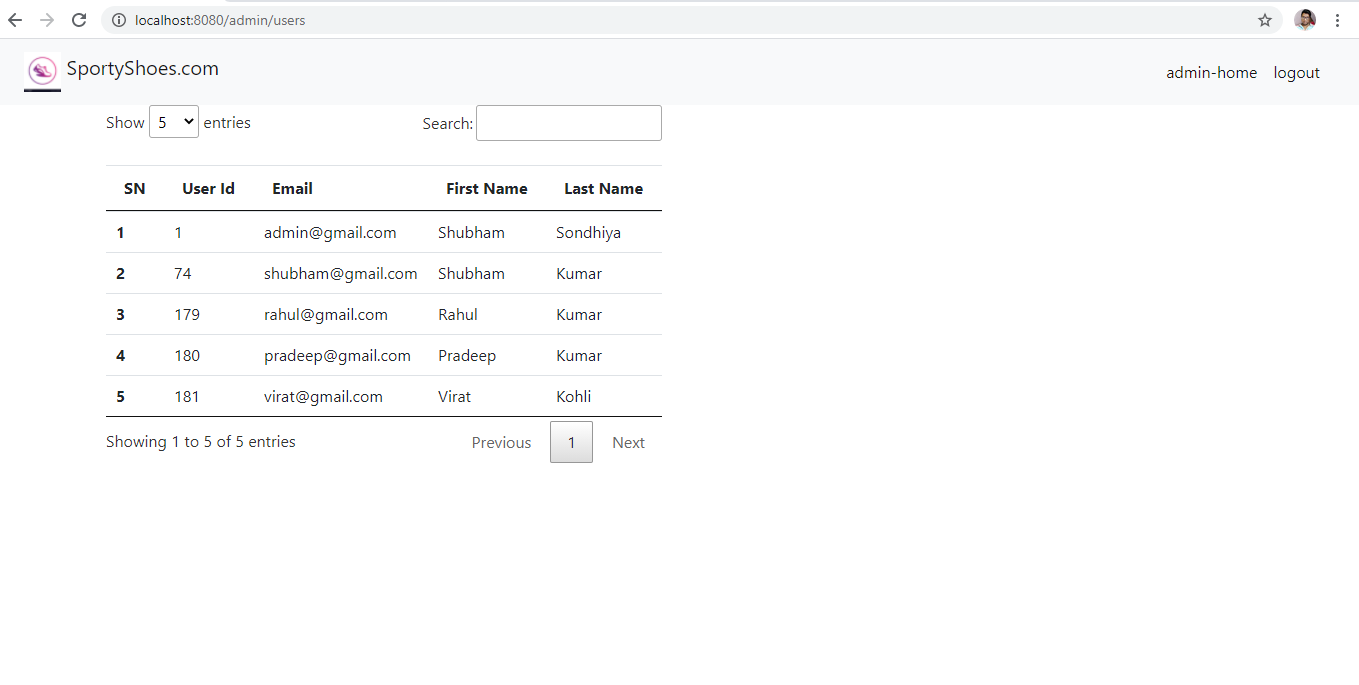 localhost:8080/admin/users
SportyShoes.com admin-home logout
Show 5 entries Search:
SN User Id Email First Name Last Name
1 1 admin@gmail.com Shubham Sondhiya
2 74 shubham@gmail.com Shubham Kumar
3 179 rahul@gmail.com Rahul Kumar
4 180 pradeep@gmail.com Pradeep Kumar
5 181 virat@gmail.com Virat Kohli
Showing 1 to 5 of 5 entries Previous 1 Next